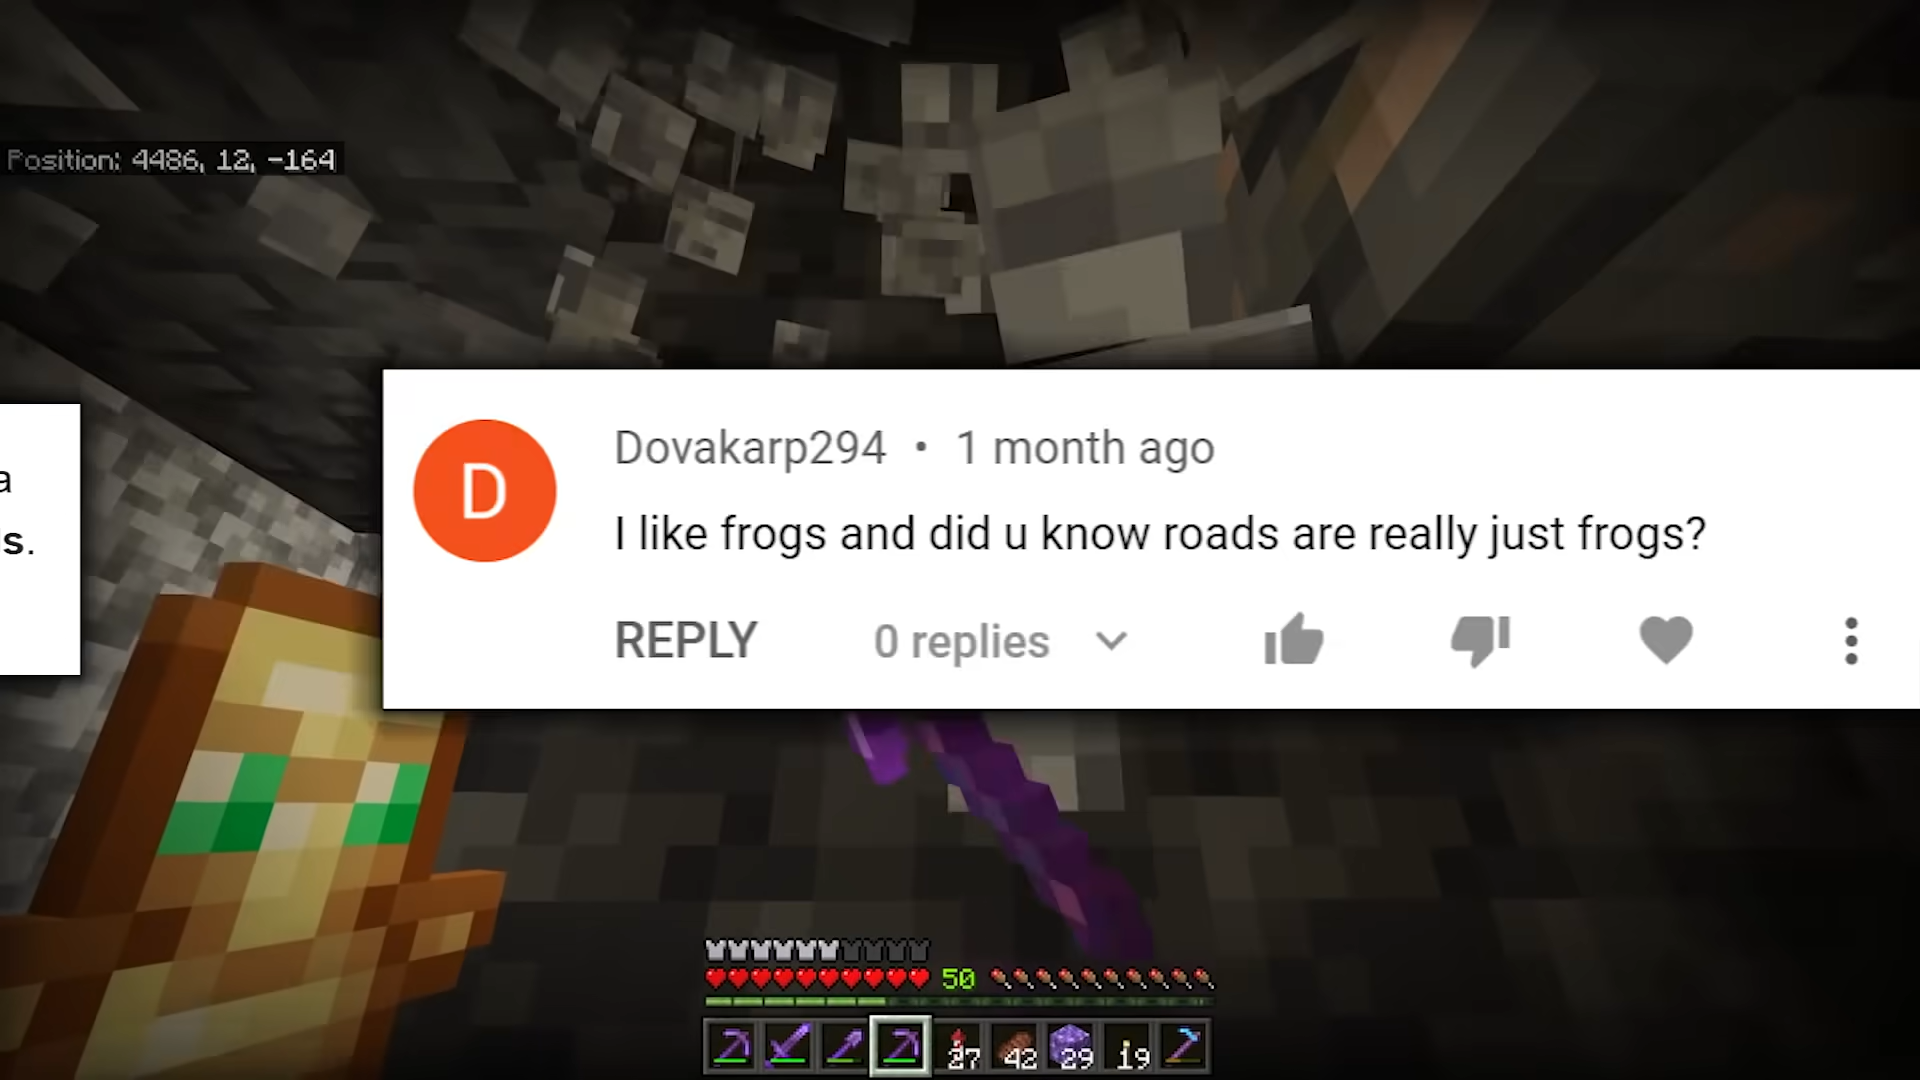 Position: 4486, 12, -164
a
s.
D
Dovakarp294 • 1 month ago
I like frogs and did u know roads are really just frogs?
REPLY 0 replies
50
27 42 29 19